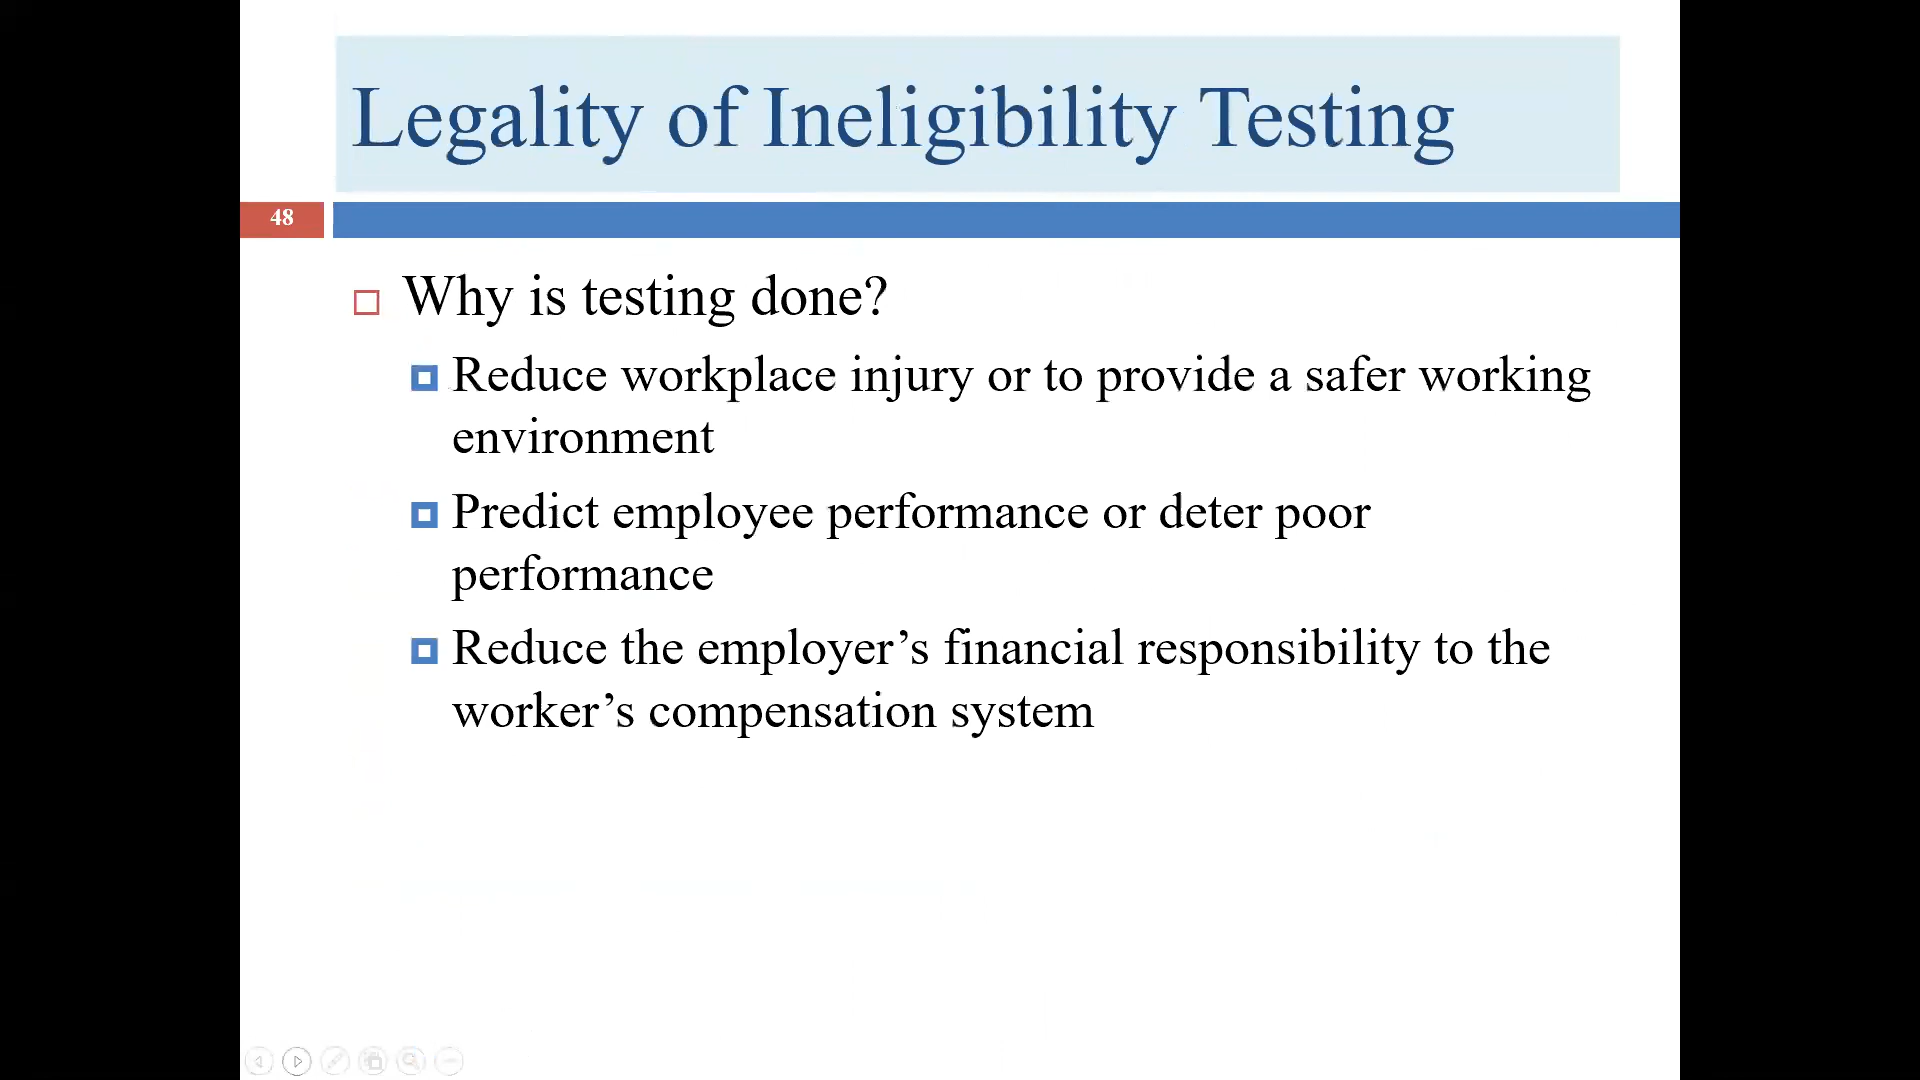 Legality of Ineligibility Testing
48
Why is testing done?
Reduce workplace injury or to provide a safer working
environment
Predict employee performance or deter poor
performance
Reduce the employer’s financial responsibility to the
worker’s compensation system